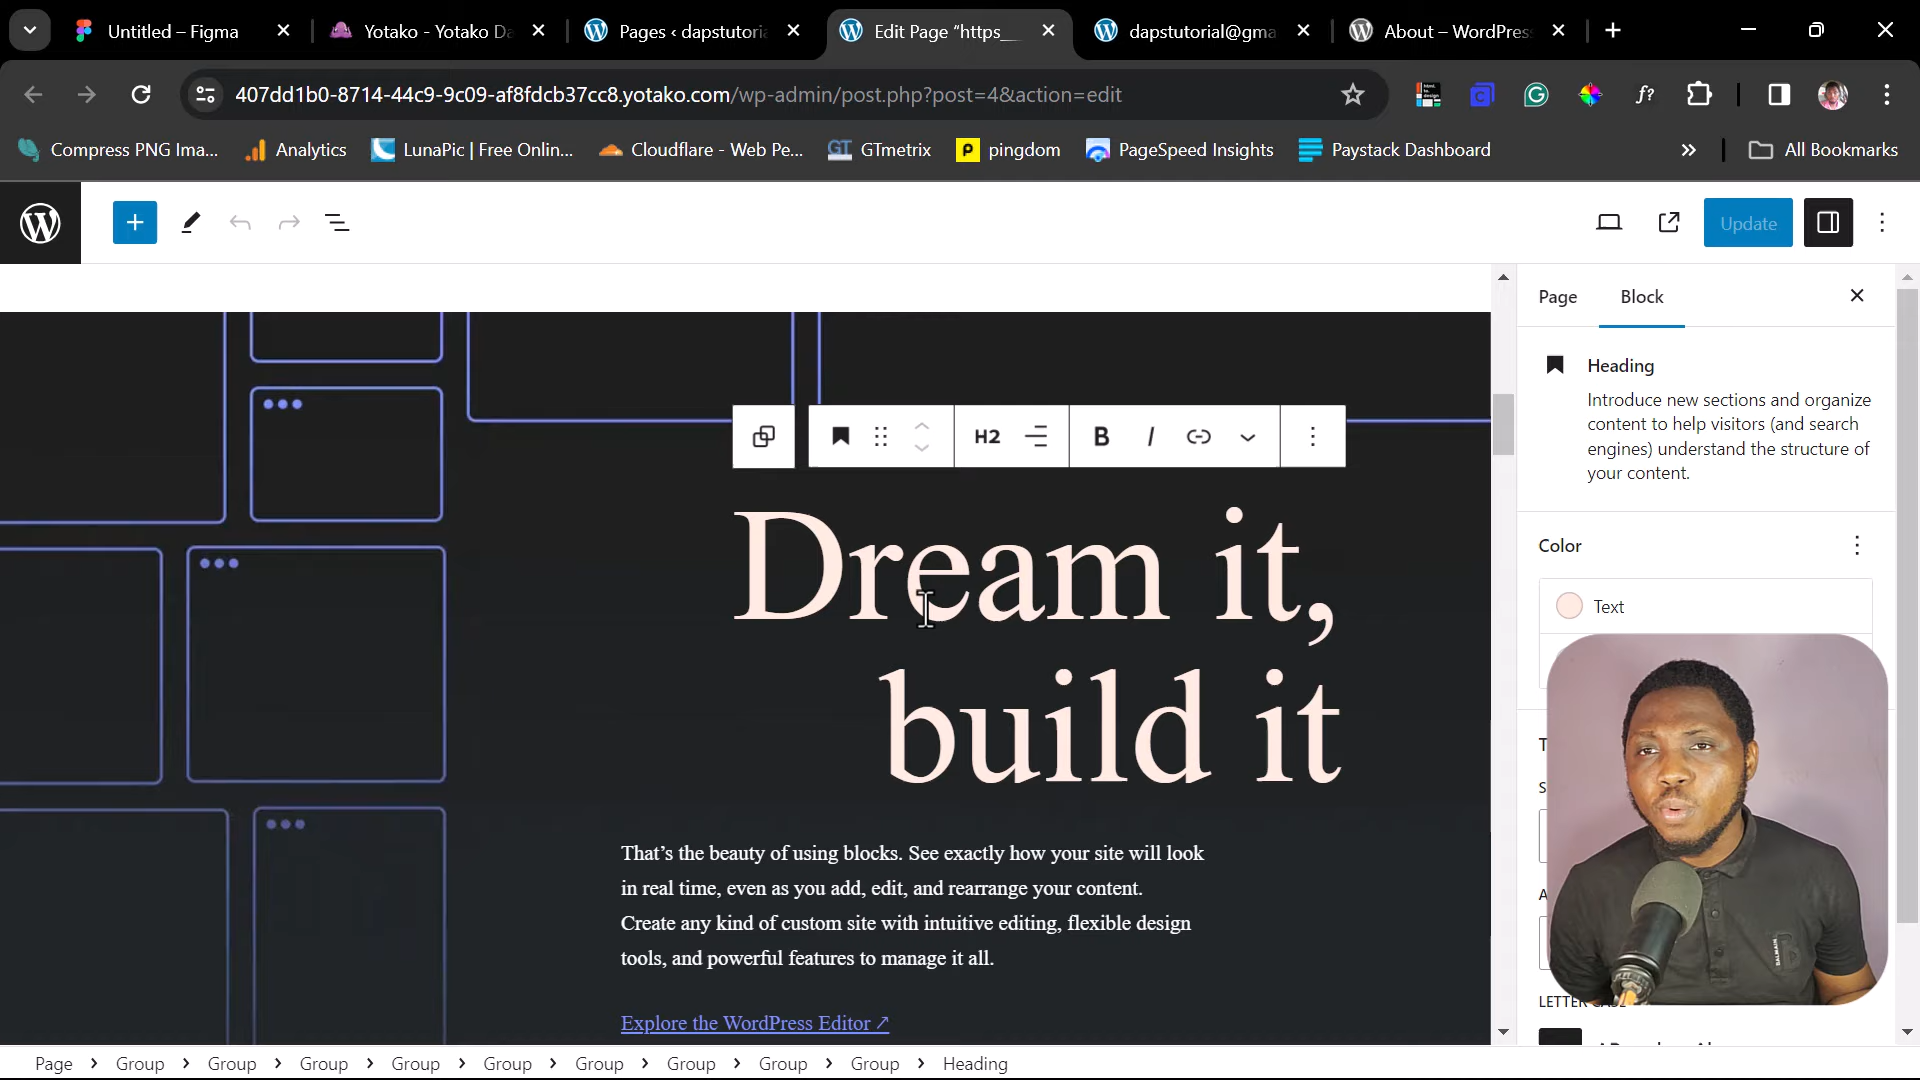 Untitled – Figma
Yotako - Yotako Da
Pages ‹ dapstutoria
Edit Page “https__
dapstutorial@gma
About – WordPress
407dd1b0-8714-44c9-9c09-af8fdcb37cc8.yotako.com/wp-admin/post.php?post=4&action=edit
f?
Compress PNG Ima...
Analytics
LunaPic | Free Onlin...
Cloudflare - Web Pe...
GT GTmetrix
P pingdom
PageSpeed Insights
Paystack Dashboard
All Bookmarks
Update
Page
Block
Heading
Introduce new sections and organize
content to help visitors (and search
engines) understand the structure of
your content.
H2
B
I
Color
Text
Dream it,
build it
That’s the beauty of using blocks. See exactly how your site will look
in real time, even as you add, edit, and rearrange your content.
Create any kind of custom site with intuitive editing, flexible design
tools, and powerful features to manage it all.
Explore the WordPress Editor ↗
LETTER
Page
Group
Group
Group
Group
Group
Group
Group
Group
Group
Heading